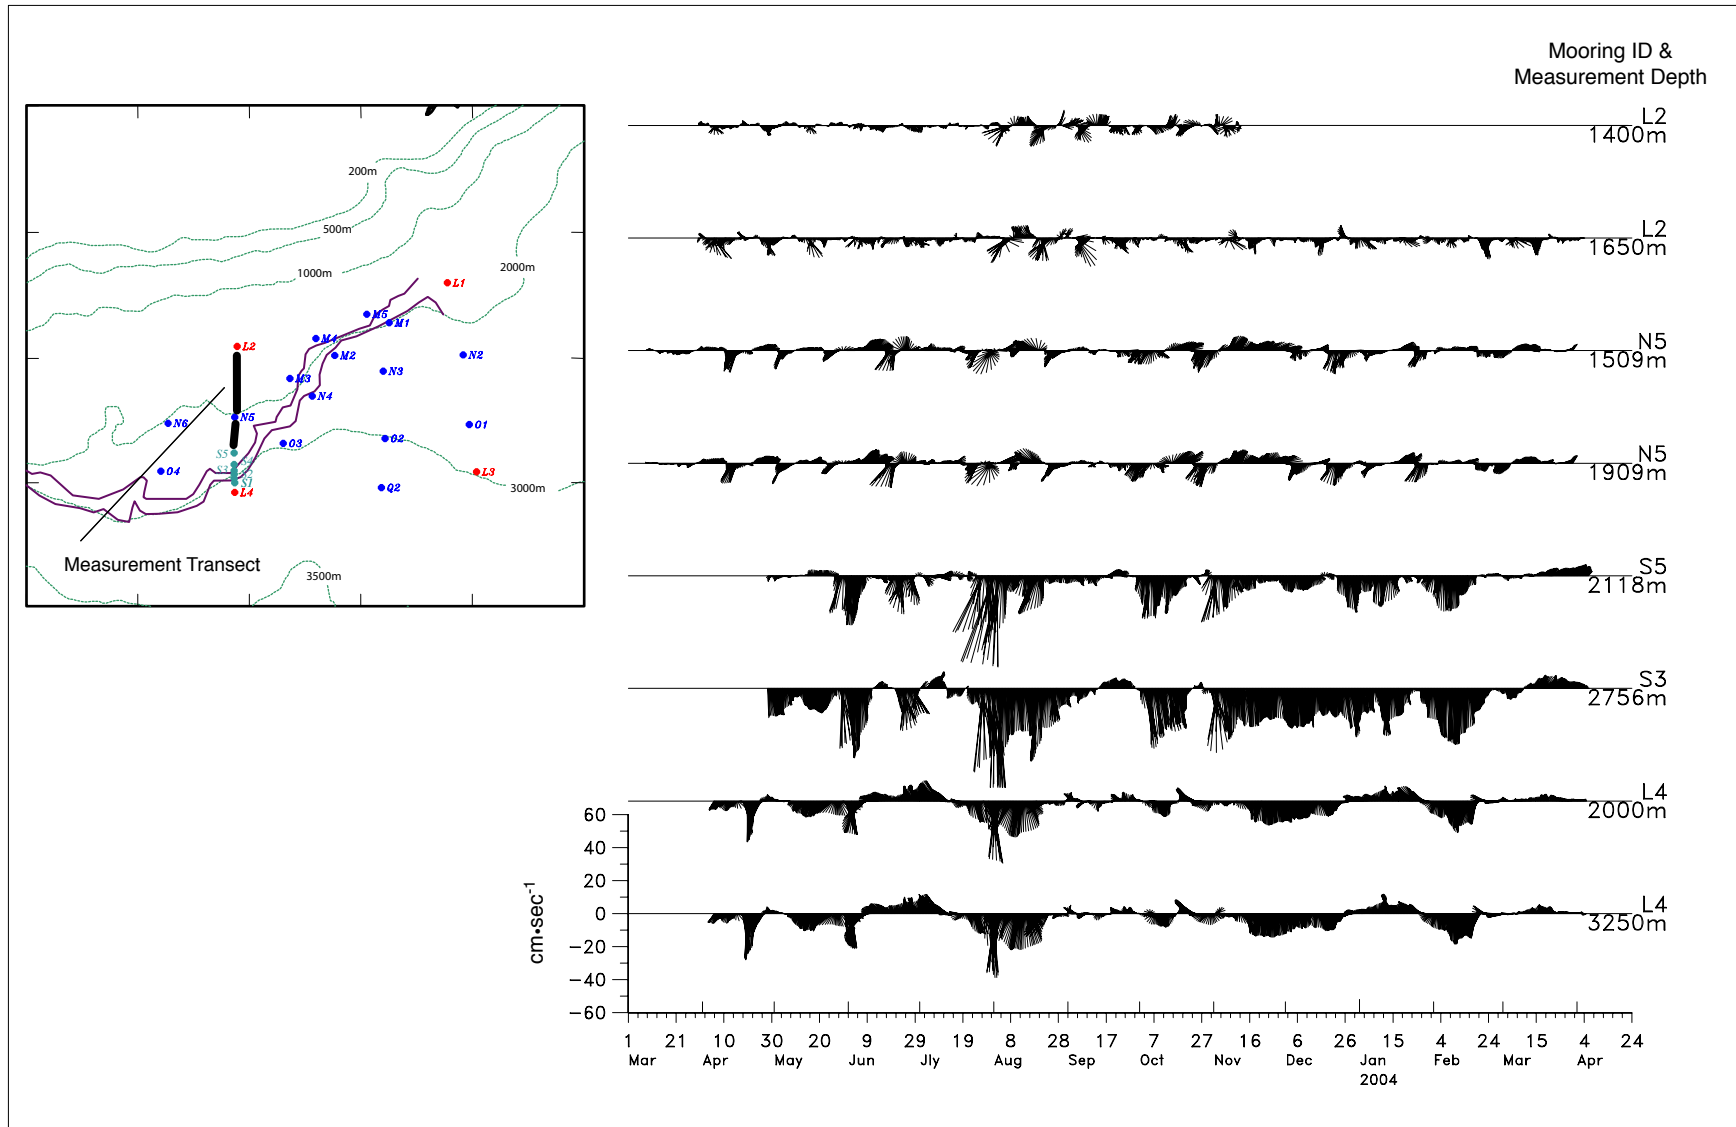 Mooring ID &
Measurement Depth
L2
1400m
L2
1650m
N5
1509m
N5
1909m
S5
2118m
S3
2756m
L4
2000m
L4
3250m
200m
500m
1000m
2000m
3000m
3500m
L1
M5
M1
M4
M2
N2
L2
N3
M3
N4
N5
N6
O1
O2
O3
S5
S4
S3
O4
L3
S1
L4
Q2
Measurement Transect
cm•sec-1
60
40
20
0
−20
−40
−60
1 21 10 30 20 9 29 19 8 28 17 7 27 16 6 26 15 4 24 15 4 24
Mar Apr May Jun Jly Aug Sep Oct Nov Dec Jan Feb Mar Apr
2004